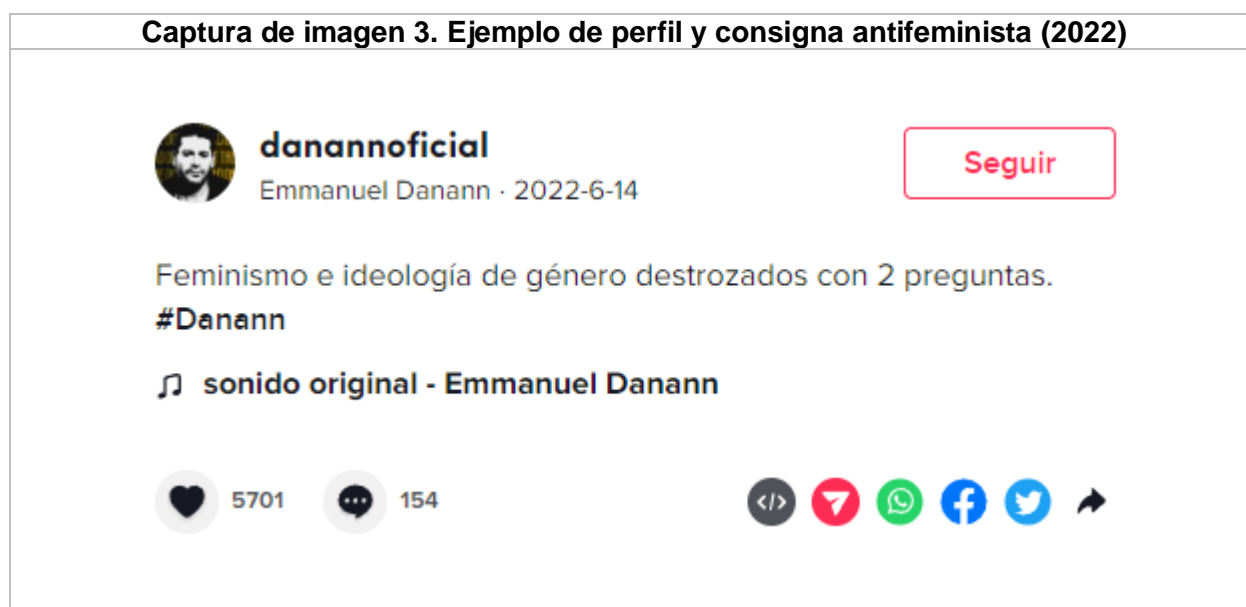 Captura de imagen 3. Ejemplo de perfil y consigna antifeminista (2022)
danannoficial
Emmanuel Danann · 2022-6-14
Seguir
Feminismo e ideología de género destrozados con 2 preguntas.
#Danann
sonido original - Emmanuel Danann
5701 154